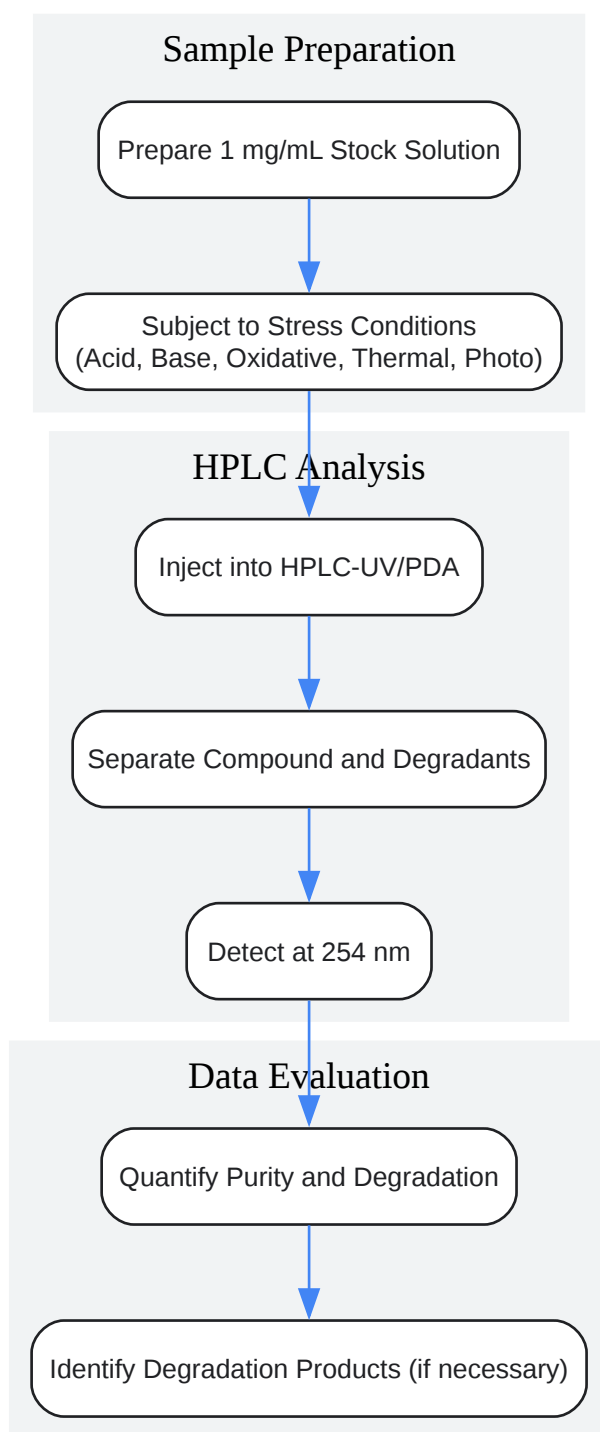 Sample Preparation
Prepare 1 mg/mL Stock Solution
Subject to Stress Conditions
(Acid, Base, Oxidative, Thermal, Photo)
HPLC Analysis
Inject into HPLC-UV/PDA
Separate Compound and Degradants
Detect at 254 nm
Data Evaluation
Quantify Purity and Degradation
Identify Degradation Products (if necessary)